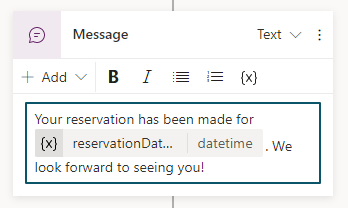 Message Text
+ Add B I {x}
Your reservation has been made for
{x} reservationDat... datetime . We
look forward to seeing you!